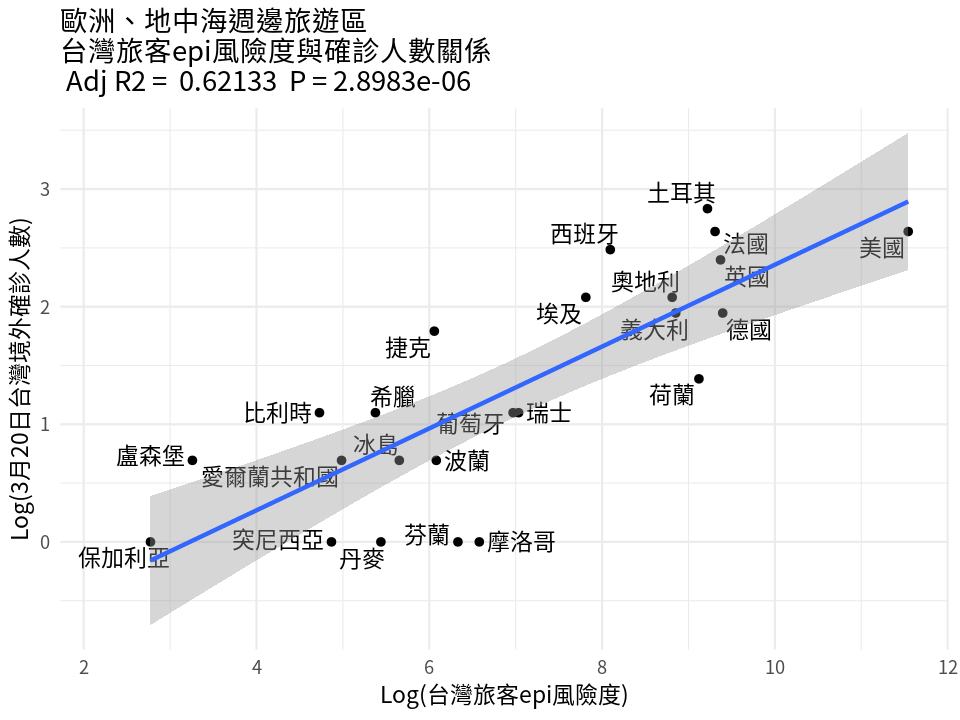 歐洲、地中海週邊旅遊區
台灣旅客epi風險度與確診人數關係
Adj R2 = 0.62133 P = 2.8983e-06
Log(3月20日台灣境外確診人數)
3
2
1
0
土耳其
西班牙
法國
美國
英國
奧地利
埃及
義大利
德國
捷克
荷蘭
希臘
比利時
葡萄牙
瑞士
冰島
盧森堡
波蘭
愛爾蘭共和國
芬蘭
突尼西亞
摩洛哥
保加利亞
丹麥
2
4
6
8
10
12
Log(台灣旅客epi風險度)